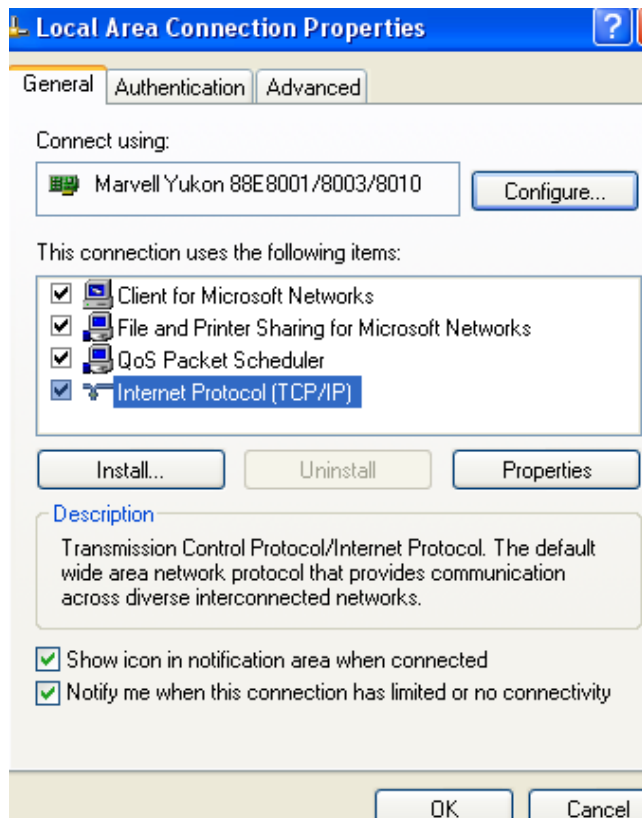 Local Area Connection Properties
General Authentication Advanced
Connect using:
Marvell Yukon 88E8001/8003/8010 Configure...
This connection uses the following items:
Client for Microsoft Networks
File and Printer Sharing for Microsoft Networks
QoS Packet Scheduler
Internet Protocol (TCP/IP)
Install... Uninstall Properties
Description
Transmission Control Protocol/Internet Protocol. The default
wide area network protocol that provides communication
across diverse interconnected networks.
Show icon in notification area when connected
Notify me when this connection has limited or no connectivity
OK Cancel